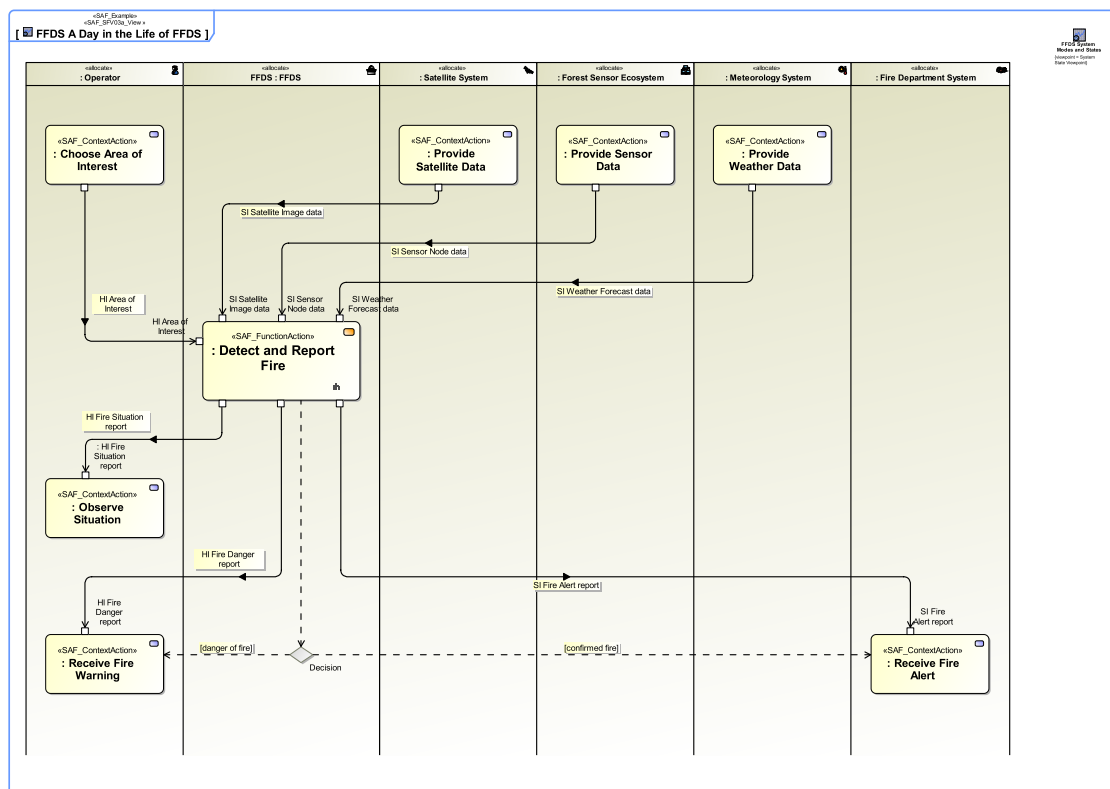 «SAF_Example»
«SAF_SFV03a_View »
[ FFDS A Day in the Life of FFDS ]
FFDS System
Modes and States
[viewpoint = System
State Viewpoint]
«allocate»
: Operator
«allocate»
FFDS : FFDS
«allocate»
: Satellite System
«allocate»
: Forest Sensor Ecosystem
«allocate»
: Meteorology System
«allocate»
: Fire Department System
«SAF_ContextAction»
: Choose Area of
Interest
«SAF_ContextAction»
: Provide
Satellite Data
«SAF_ContextAction»
: Provide Sensor
Data
«SAF_ContextAction»
: Provide
Weather Data
SI Satellite Image data
SI Sensor Node data
SI Weather Forecast data
HI Area of
Interest
SI Satellite
Image data
SI Sensor
Node data
SI Weather
Forecast data
HI Area of
Interest
«SAF_FunctionAction»
: Detect and Report
Fire
HI Fire Situation
report
: HI Fire
Situation
report
«SAF_ContextAction»
: Observe
Situation
HI Fire Danger
report
SI Fire Alert report
HI Fire
Danger
report
SI Fire
Alert report
«SAF_ContextAction»
: Receive Fire
Warning
[danger of fire]
Decision
[confirmed fire]
«SAF_ContextAction»
: Receive Fire
Alert